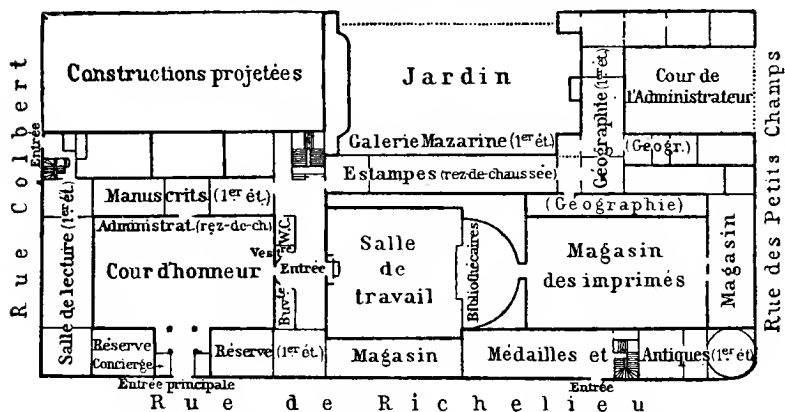 Rue Colbert
Constructions projetées
Jardin
Cour de
l'Administrateur
Rue des Petits Champs
Entrée
Galerie Mazarine (1er ét.)
Géographie (1er ét.)
(Géogr.)
Estampes (rez-de-chaussée)
Manuscrits (1er ét.)
(Géographie)
Salle de lecture (1er ét.)
Administrat. (rez-de-ch.)
W.C.
Vestre
Cour d'honneur
Entrée
Buvte
Salle
de
travail
Bibliothécaires
Magasin
des imprimés
Magasin
Réserve
Concierge
Réserve (1er ét.)
Magasin
Médailles et
Antiques (1er ét)
Entrée principale
Entrée
Rue de Richelieu